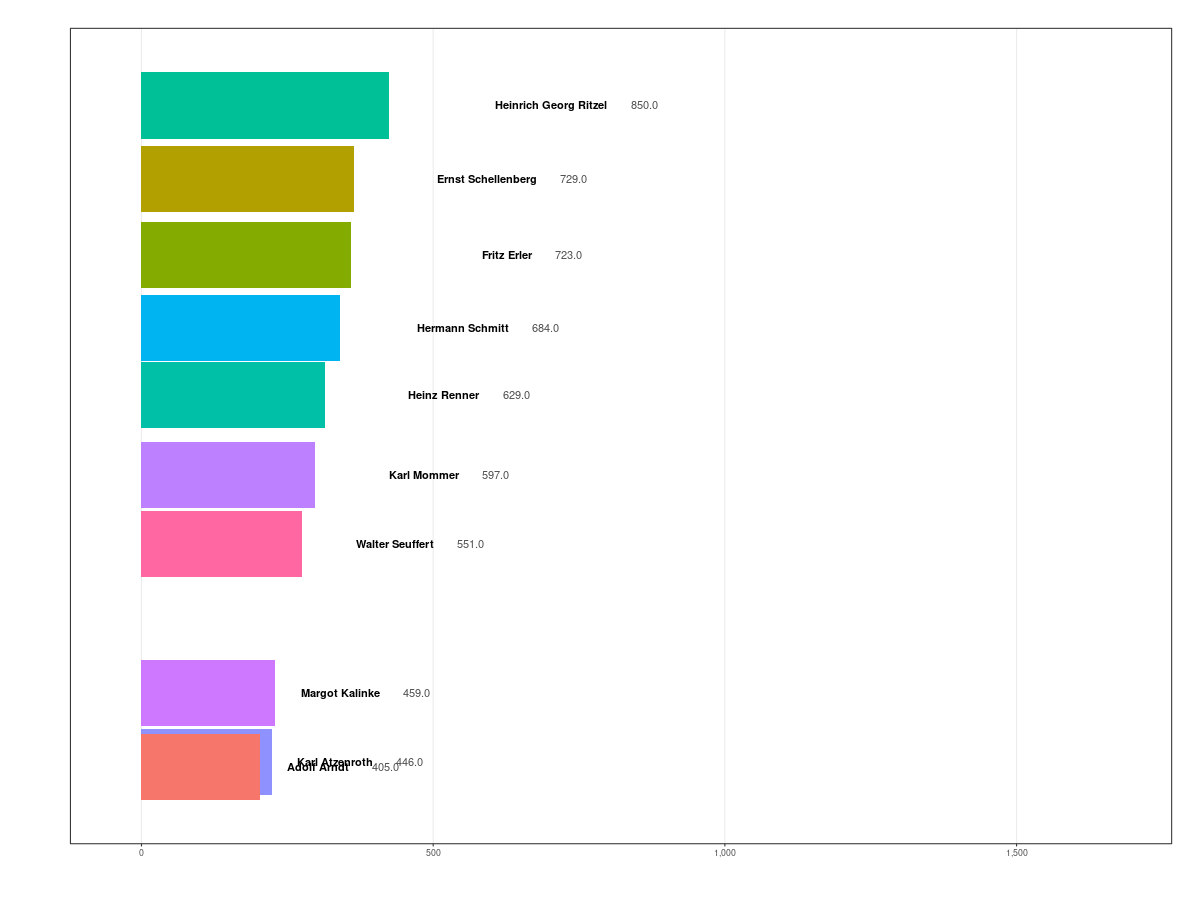 Heinrich Georg Ritzel 850.0
Ernst Schellenberg 729.0
Fritz Erler 723.0
Hermann Schmitt 684.0
Heinz Renner 629.0
Karl Mommer 597.0
Walter Seuffert 551.0
Margot Kalinke 459.0
Karl Atzenroth 446.0
Adolf Arndt 405.0
0 500 1,000 1,500